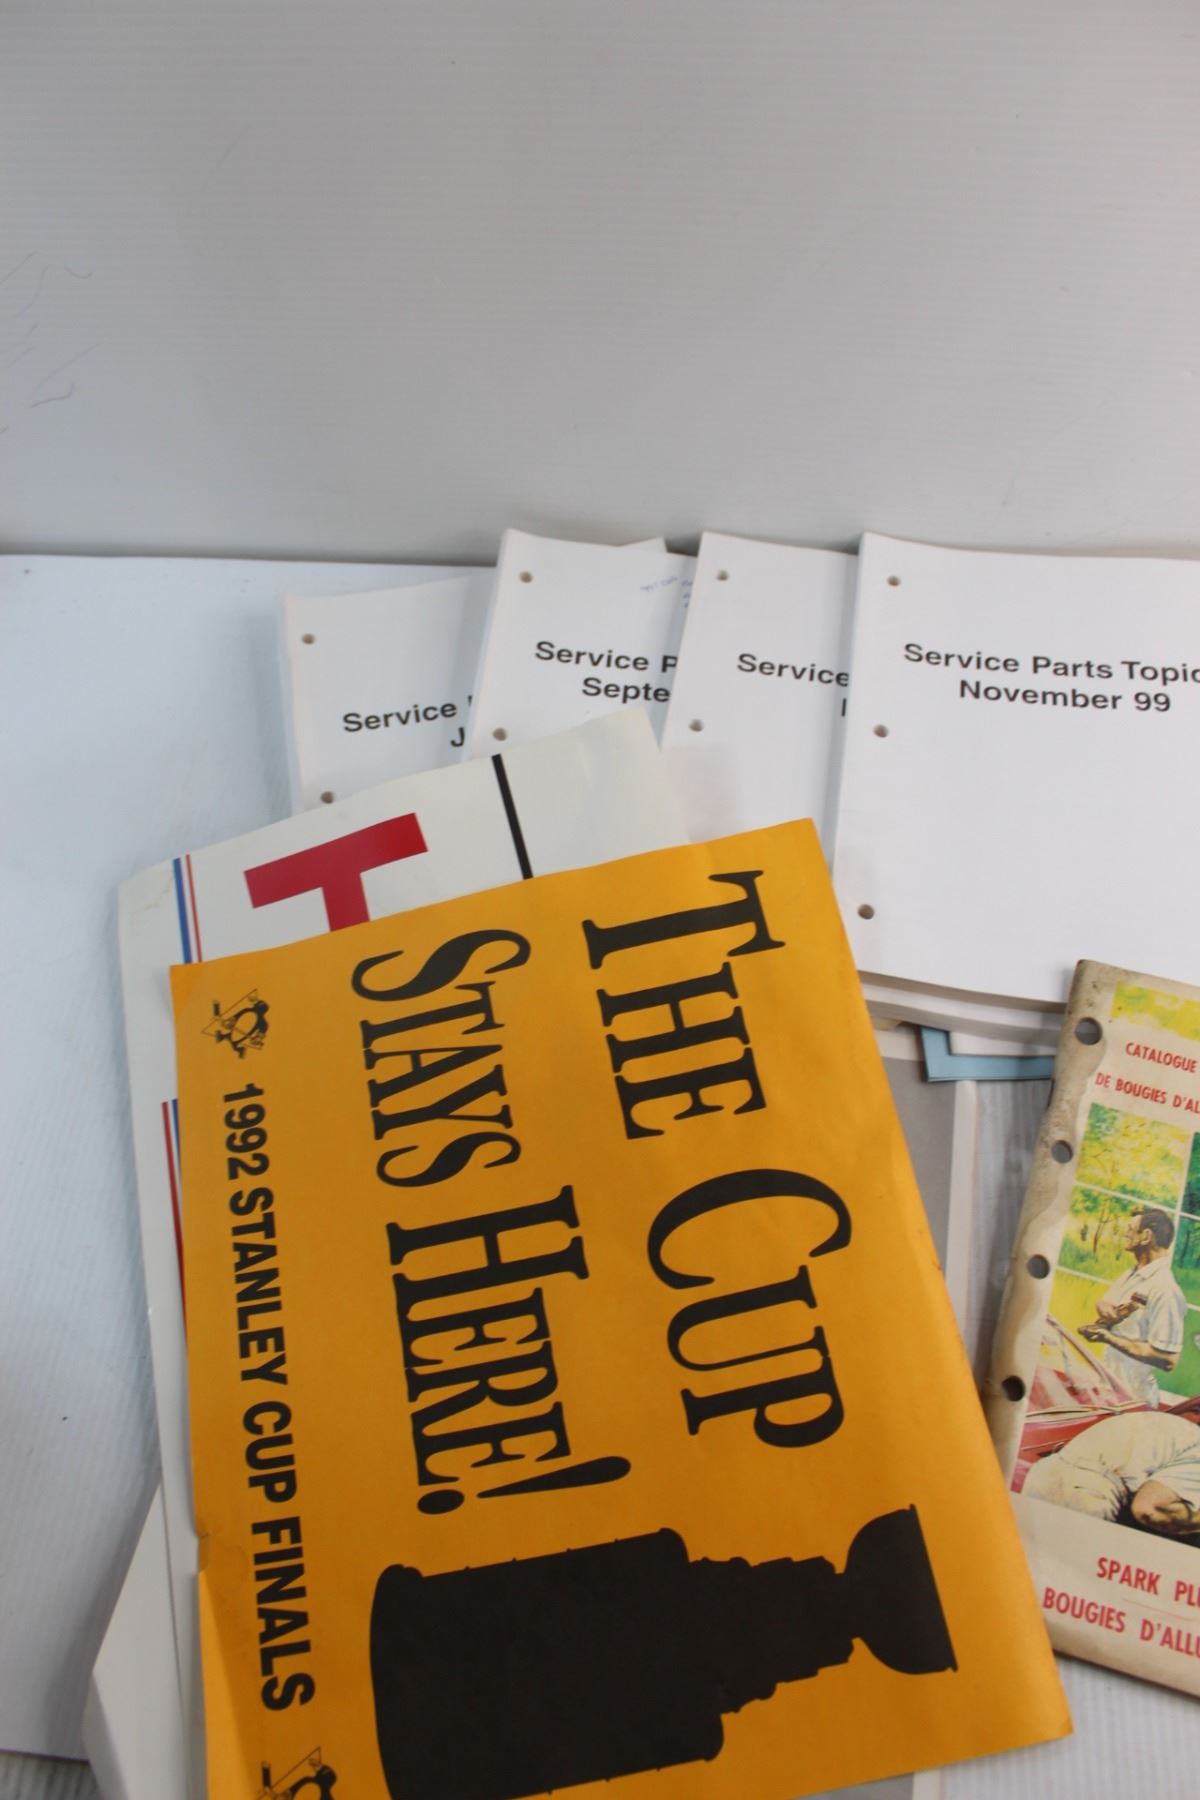 Service
J
Service P
Septe
Service
Service Parts Topic
November 99
T
THE CUP
STAYS HERE!
1992 STANLEY CUP FINALS
CATALOGUE
DE BOUGIES D'AL
SPARK PL
BOUGIES D'ALLU